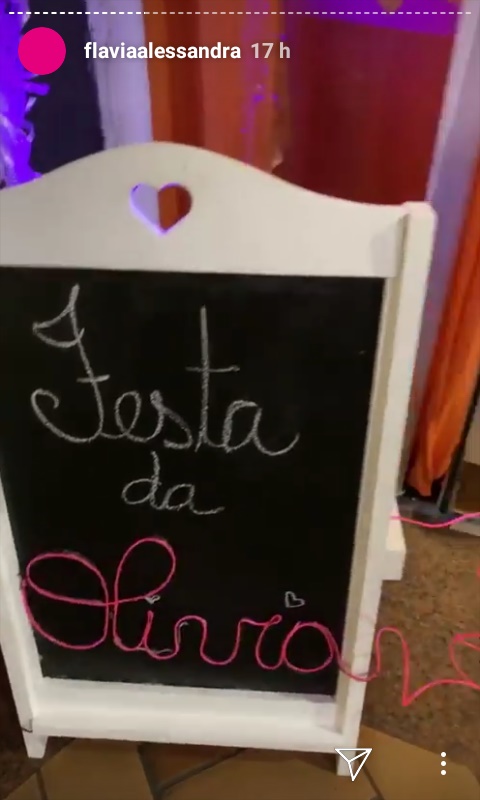 flaviaalessandra 17 h
Festa
da
Olivia